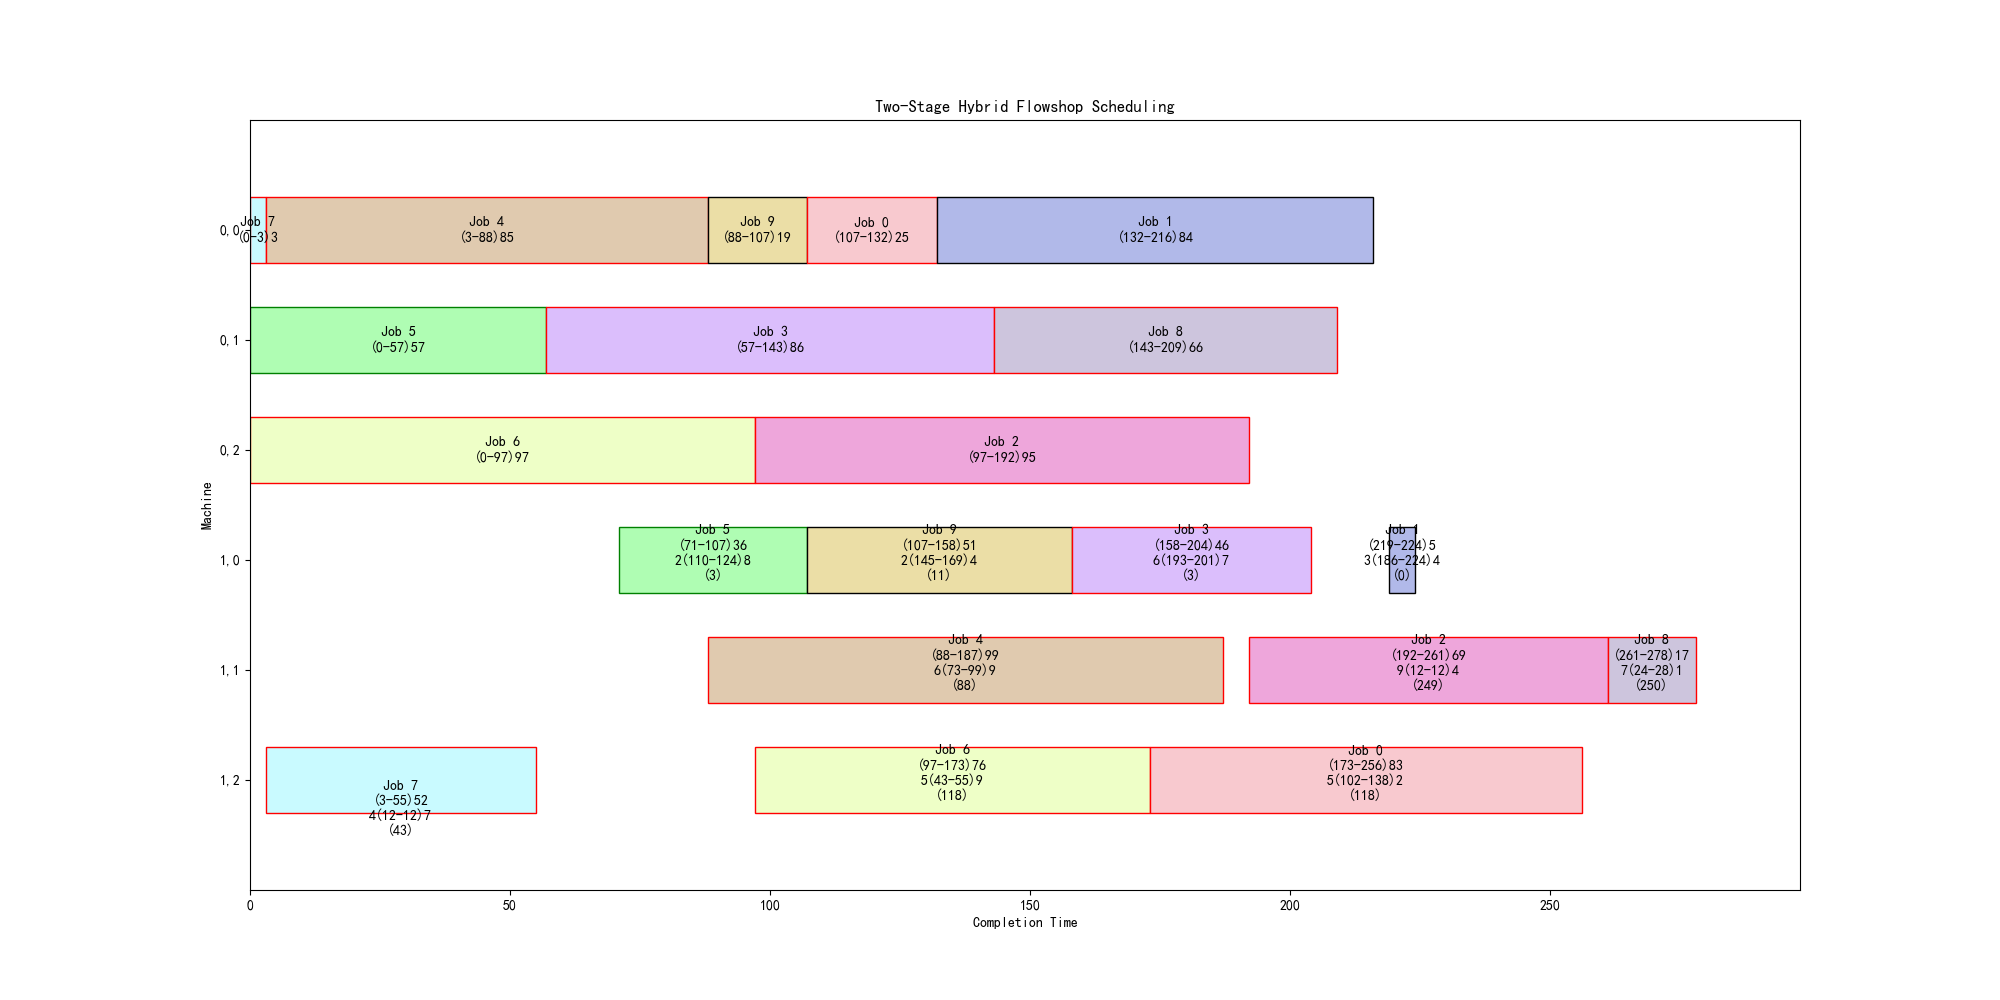 Two-Stage Hybrid Flowshop Scheduling
0,0
Job 7
(0-3)3
Job 4
(3-88)85
Job 9
(88-107)19
Job 0
(107-132)25
Job 1
(132-216)84
0,1
Job 5
(0-57)57
Job 3
(57-143)86
Job 8
(143-209)66
0,2
Job 6
(0-97)97
Job 2
(97-192)95
Machine
1,0
Job 5
(71-107)36
2(110-124)8
(3)
Job 9
(107-158)51
2(145-169)4
(11)
Job 3
(158-204)46
6(193-201)7
(3)
Job 1
(219-224)5
3(186-224)4
(0)
1,1
Job 4
(88-187)99
6(73-99)9
(88)
Job 2
(192-261)69
9(12-12)4
(249)
Job 8
(261-278)17
7(24-28)1
(250)
1,2
Job 7
(3-55)52
4(12-12)7
(43)
Job 6
(97-173)76
5(43-55)9
(118)
Job 0
(173-256)83
5(102-138)2
(118)
0
50
100
150
200
250
Completion Time